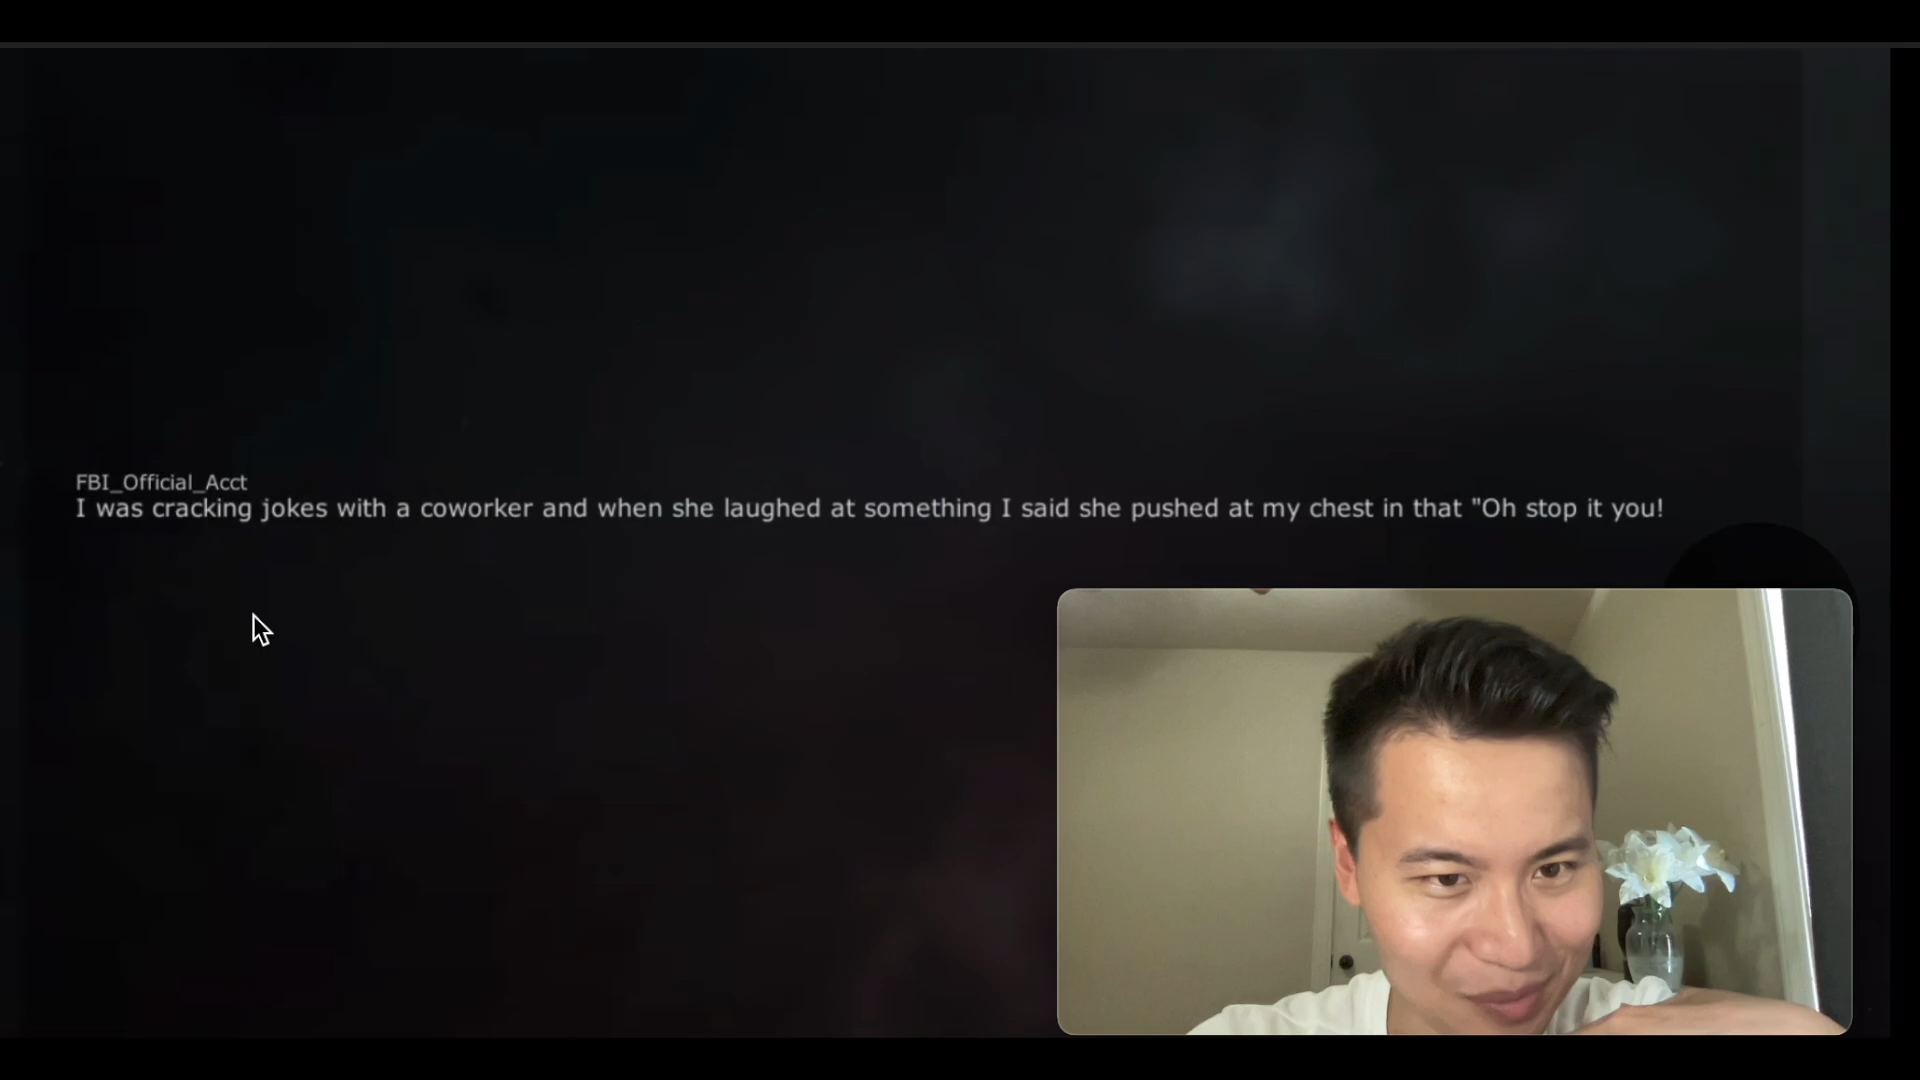 FBI_Official_Acct
I was cracking jokes with a coworker and when she laughed at something I said she pushed at my chest in that "Oh stop it you!